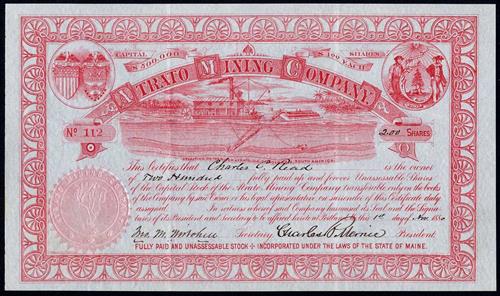 CAPITAL
$ 500,000
SHARES
$ 1.00 EACH
ATRATO MINING COMPANY.
No 112
200 SHARES
SOUTH AMERICA.
This Certifies that Charles C. Read is the owner
of Two Hundred fully paid up and forever Unassessable Shares
of the Capital Stock of the Atrato Mining Company transferable only on the books
of the Company by said Owner or his legal representative on surrender of this Certificate duly
assigned. In witness whereof said Company has caused its Seal and the Signa
tures of its President and Secretary to be affixed hereto at this 1st day of Nov.
Secretary Charles President
FULLY PAID AND UNASSESSABLE STOCK INCORPORATED UNDER THE LAWS OF THE STATE OF MAINE.